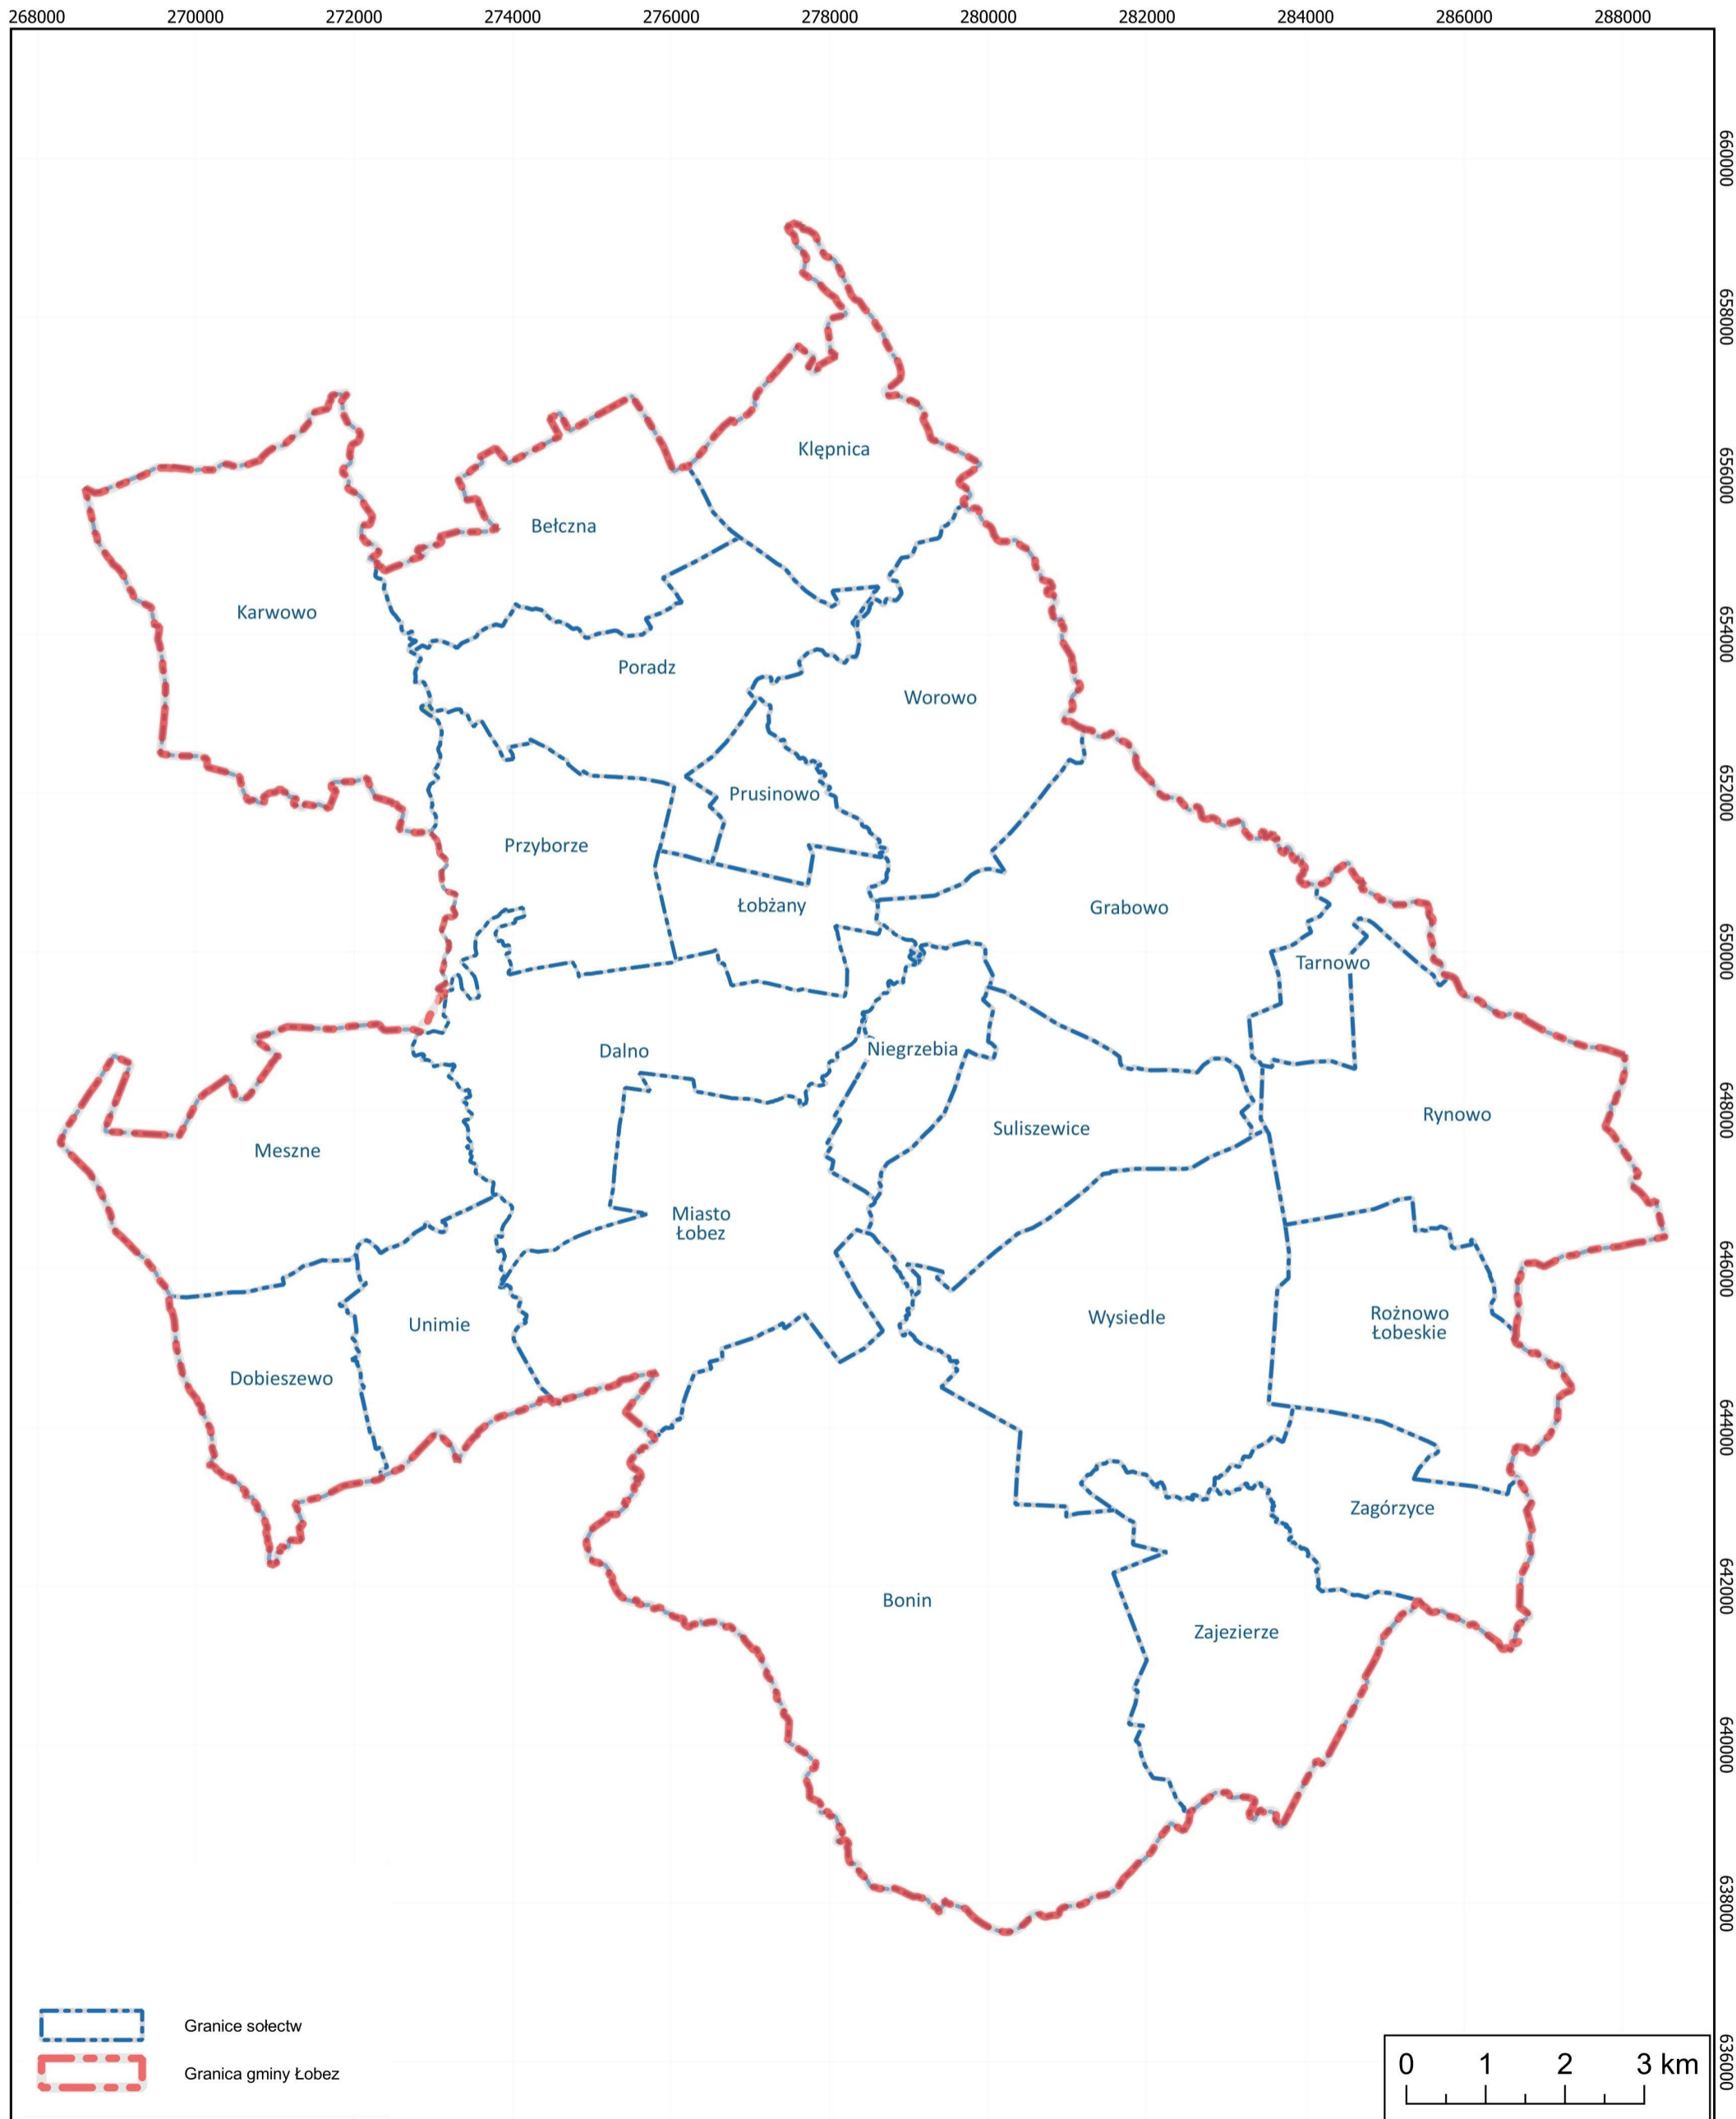 268000 270000 272000 274000 276000 278000 280000 282000 284000 286000 288000
660000
658000
Klępnica
656000
Bełczna
Karwowo
654000
Poradz
Worowo
652000
Prusinowo
Przyborze
Łobżany
Grabowo
650000
Tarnowo
Dalno
Niegrzebia
648000
Rynowo
Suliszewice
Meszne
Miasto
Łobez
646000
Rożnowo
Łobeskie
Wysiedle
Unimie
Dobieszewo
644000
Zagórzyce
642000
Bonin
Zajezierze
640000
638000
Granice sołectw
636000
0 1 2 3 km
Granica gminy Łobez